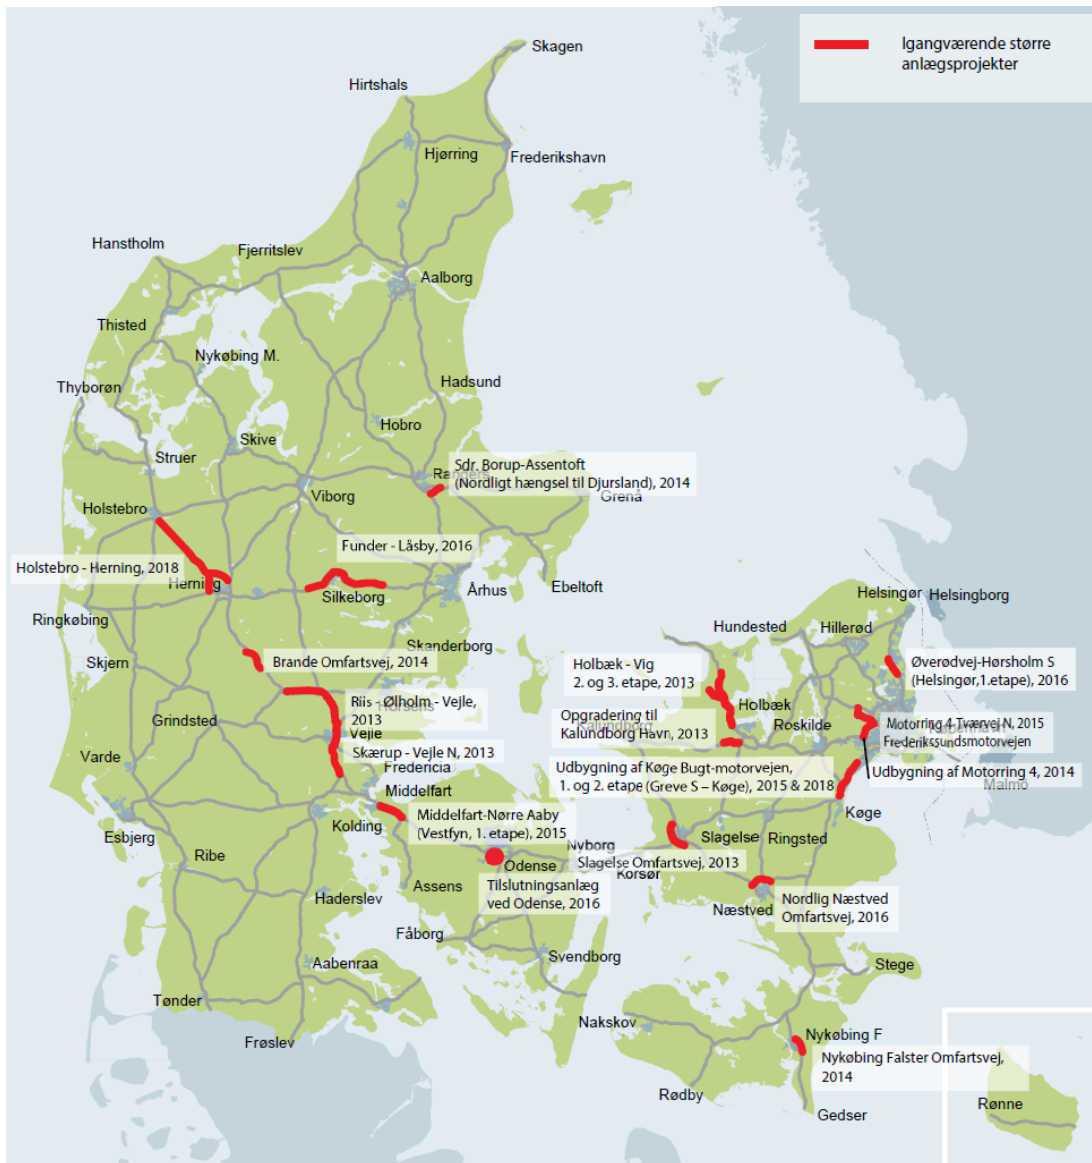 Igangværende større
anlægsprojekter
Skagen
Hirtshals
Hjørring
Frederikshavn
Hanstholm
Fjerritslev
Aalborg
Thisted
Nykøbing M.
Thyborøn
Hadsund
Hobro
Skive
Struer
Sdr. Borup-Assentoft
(Nordligt hængsel til Djursland), 2014
Randers
Grenå
Viborg
Holstebro
Funder - Låsby, 2016
Holstebro - Herning, 2018
Herning
Silkeborg
Århus
Ebeltoft
Ringkøbing
Skanderborg
Skjern
Brande Omfartsvej, 2014
Riis - Ølholm - Vejle,
2013
Horsens
Vejle
Grindsted
Skærup - Vejle N, 2013
Varde
Fredericia
Middelfart
Kolding
Middelfart-Nørre Aaby
(Vestfyn, 1. etape), 2015
Esbjerg
Ribe
Odense
Nyborg
Assens
Tilslutningsanlæg
ved Odense, 2016
Haderslev
Fåborg
Svendborg
Aabenraa
Tønder
Frøslev
Helsingør
Helsingborg
Hundested
Hillerød
Holbæk - Vig
2. og 3. etape, 2013
Øverødvej-Hørsholm S
(Helsingør,1.etape), 2016
Holbæk
Kalundborg
Opgradering til
Kalundborg Havn, 2013
Roskilde
Motorring 4-Tværvej N, 2015
Frederikssundsmotorvejen
København
Udbygning af Køge Bugt-motorvejen,
1. og 2. etape (Greve S – Køge), 2015 & 2018
Udbygning af Motorring 4, 2014
Malmö
Køge
Slagelse
Ringsted
Slagelse Omfartsvej, 2013
Korsør
Næstved
Nordlig Næstved
Omfartsvej, 2016
Stege
Nakskov
Nykøbing F
Nykøbing Falster Omfartsvej,
2014
Rødby
Gedser
Rønne